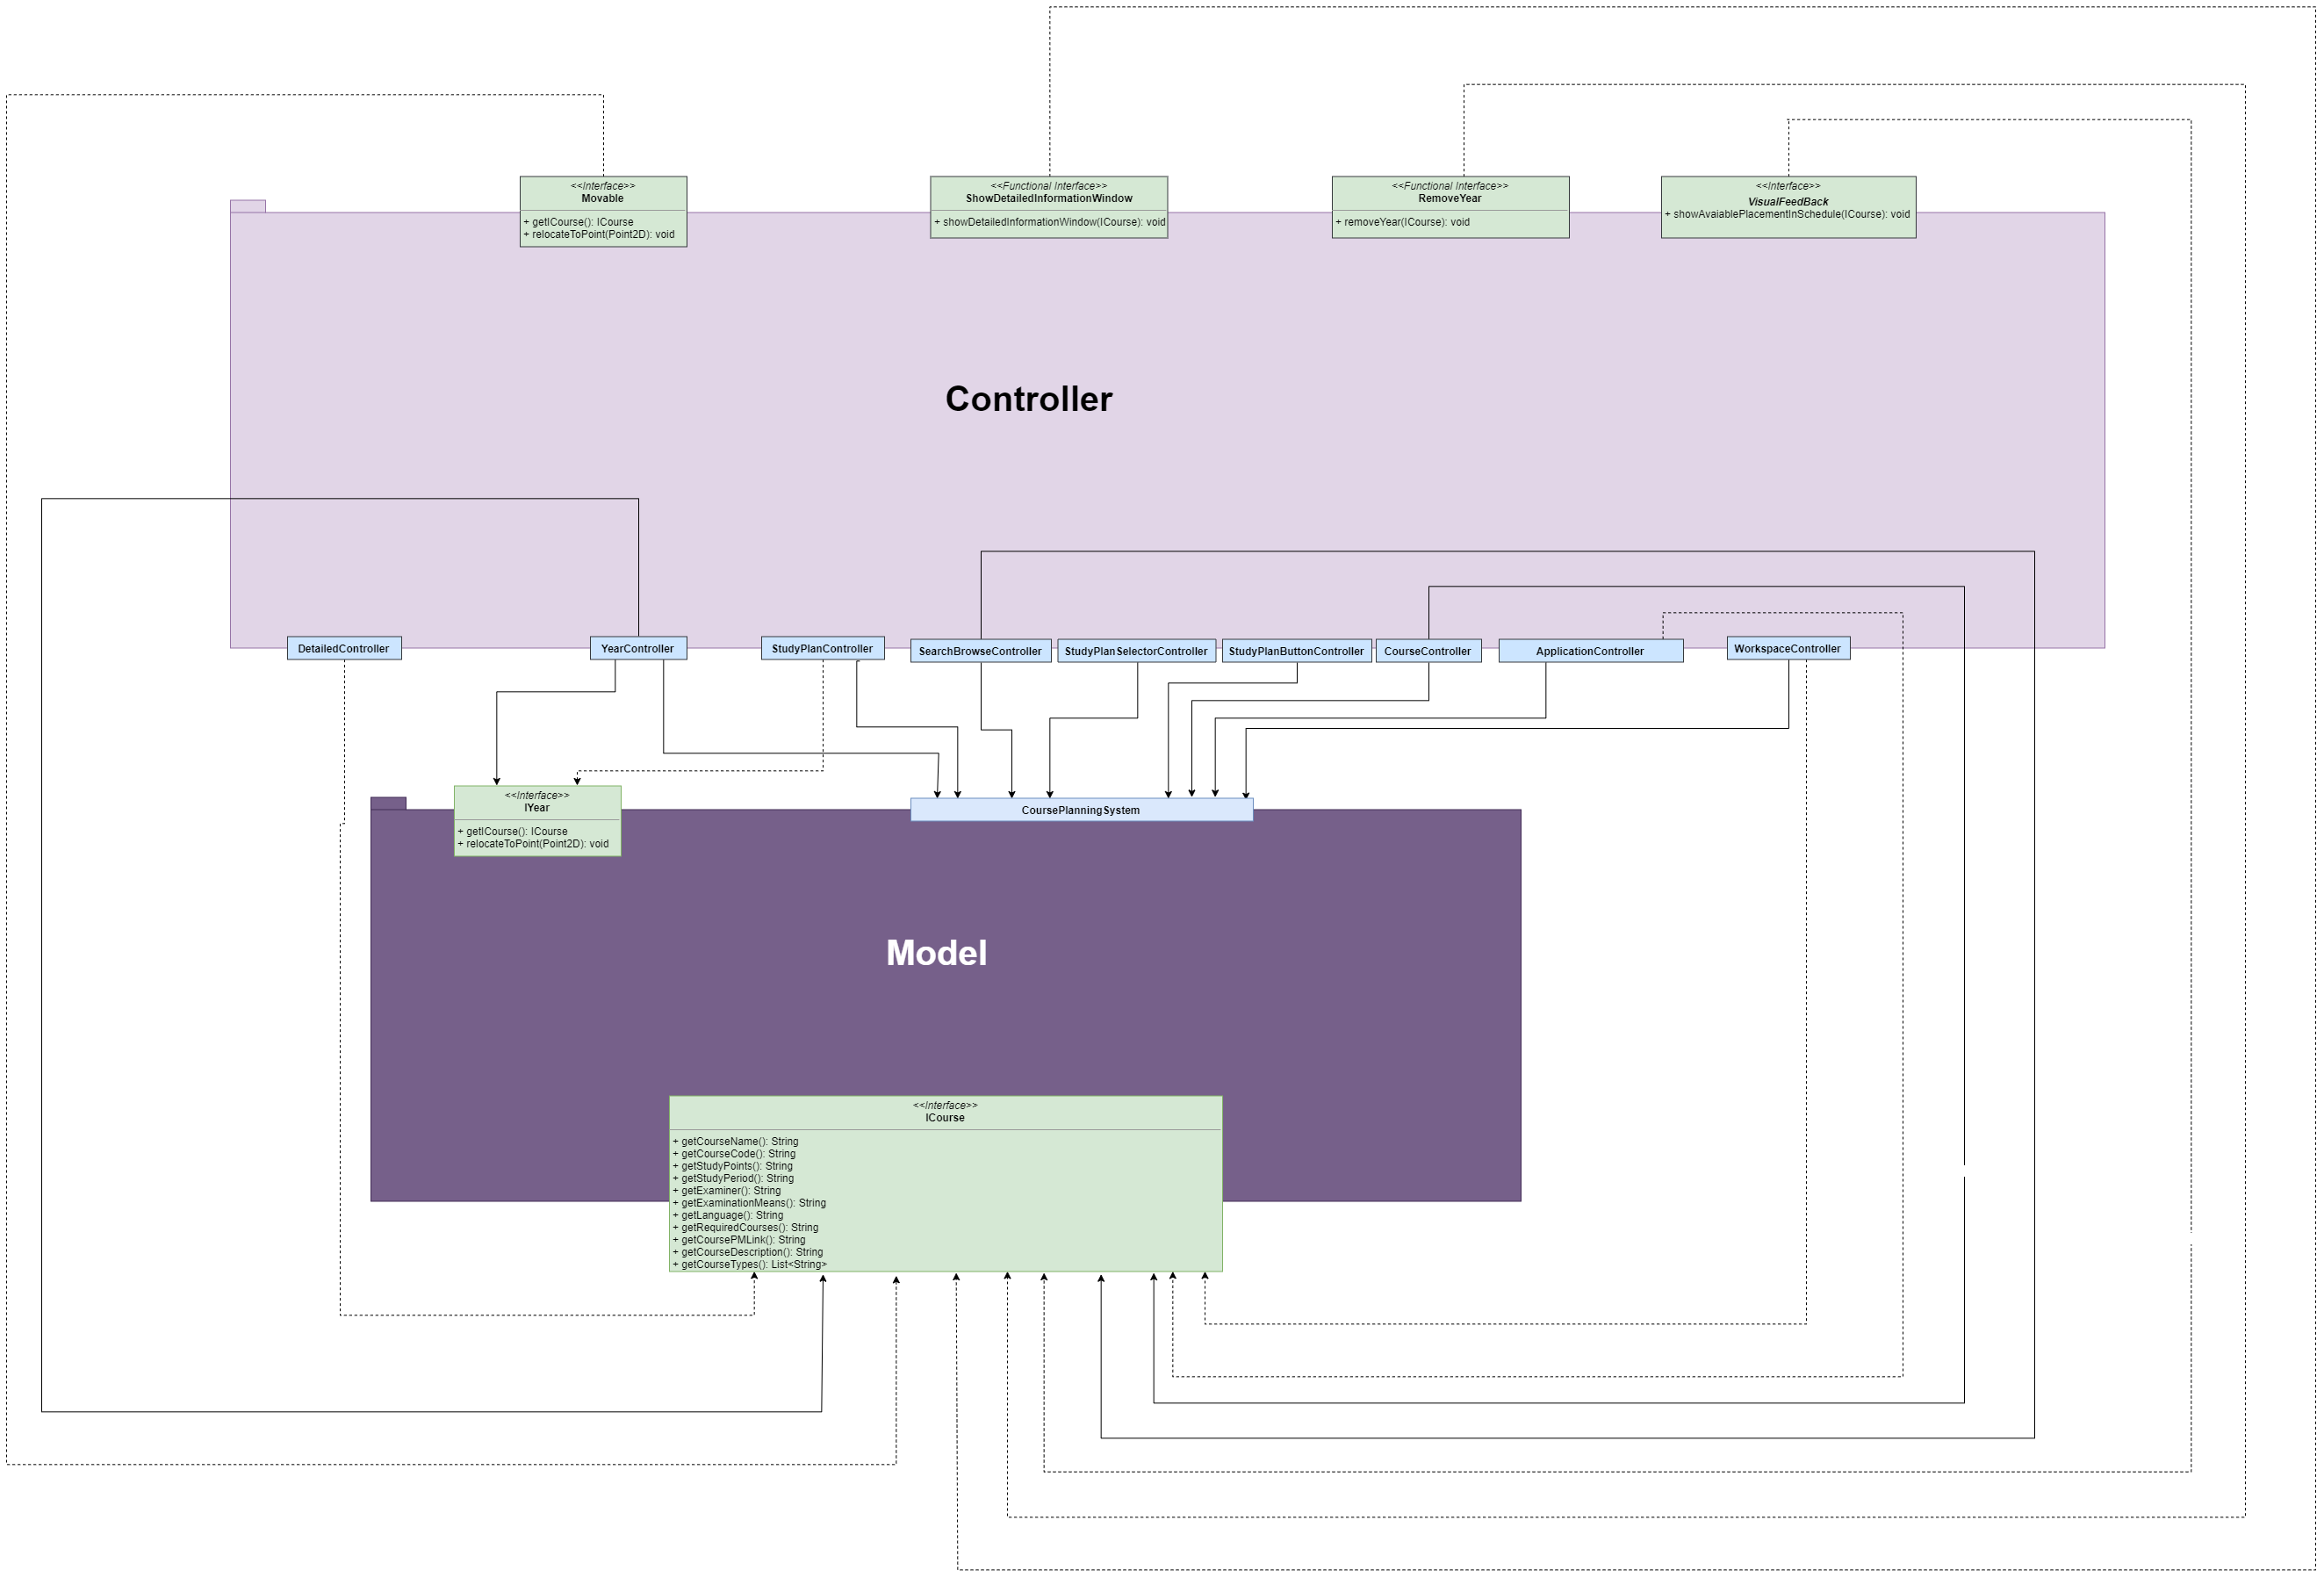 <<Interface>>
Movable
+ getICourse(): ICourse
+ relocateToPoint(Point2D): void
<<Functional Interface>>
ShowDetailedInformationWindow
+ showDetailedInformationWindow(ICourse): void
<<Functional Interface>>
RemoveYear
+ removeYear(ICourse): void
<<Interface>>
VisualFeedBack
+ showAvaiablePlacementInSchedule(ICourse): void
Controller
DetailedController
YearController
StudyPlanController
SearchBrowseController
StudyPlanSelectorController
StudyPlanButtonController
CourseController
ApplicationController
WorkspaceController
<<Interface>>
IYear
+ getICourse(): ICourse
+ relocateToPoint(Point2D): void
CoursePlanningSystem
Model
<<Interface>>
ICourse
+ getCourseName(): String
+ getCourseCode(): String
+ getStudyPoints(): String
+ getStudyPeriod(): String
+ getExaminer(): String
+ getExaminationMeans(): String
+ getLanguage(): String
+ getRequiredCourses(): String
+ getCoursePMLink(): String
+ getCourseDescription(): String
+ getCourseTypes(): List<String>